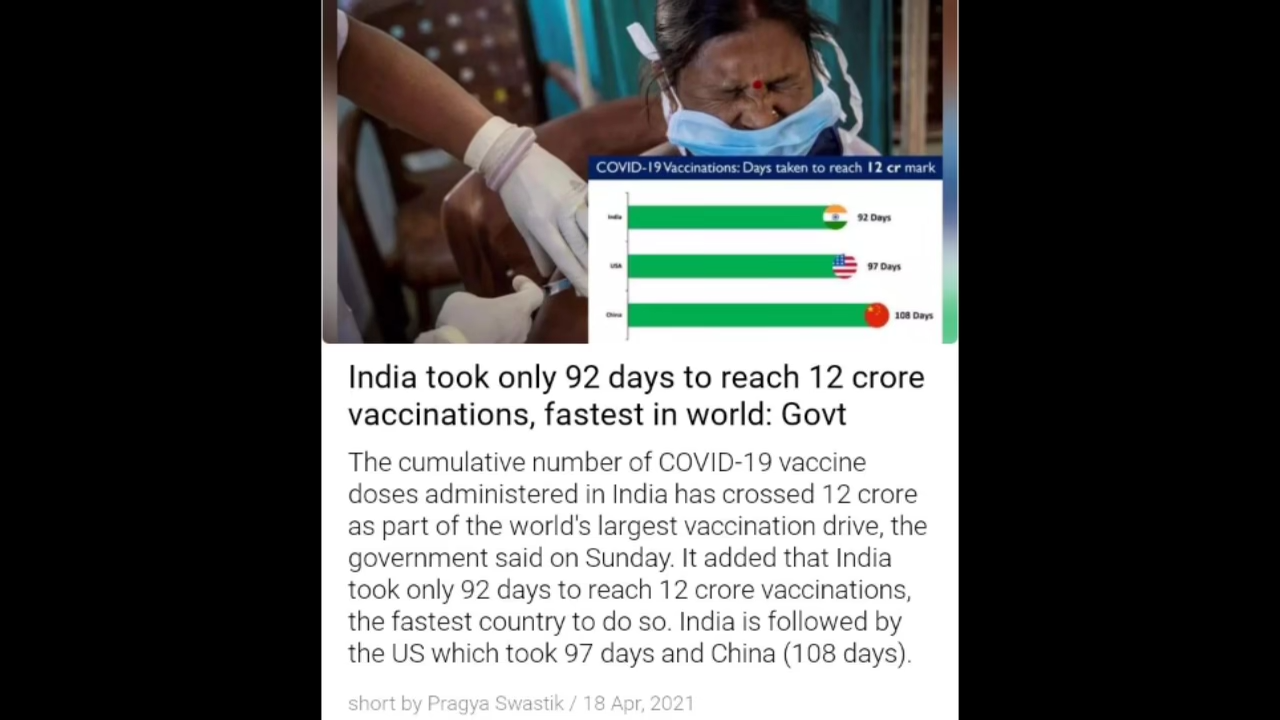 COVID-19 Vaccinations: Days taken to reach 12 cr mark
India 92 Days
USA 97 Days
China 108 Days
India took only 92 days to reach 12 crore
vaccinations, fastest in world: Govt
The cumulative number of COVID-19 vaccine
doses administered in India has crossed 12 crore
as part of the world's largest vaccination drive, the
government said on Sunday. It added that India
took only 92 days to reach 12 crore vaccinations,
the fastest country to do so. India is followed by
the US which took 97 days and China (108 days).
short by Pragya Swastik / 18 Apr, 2021